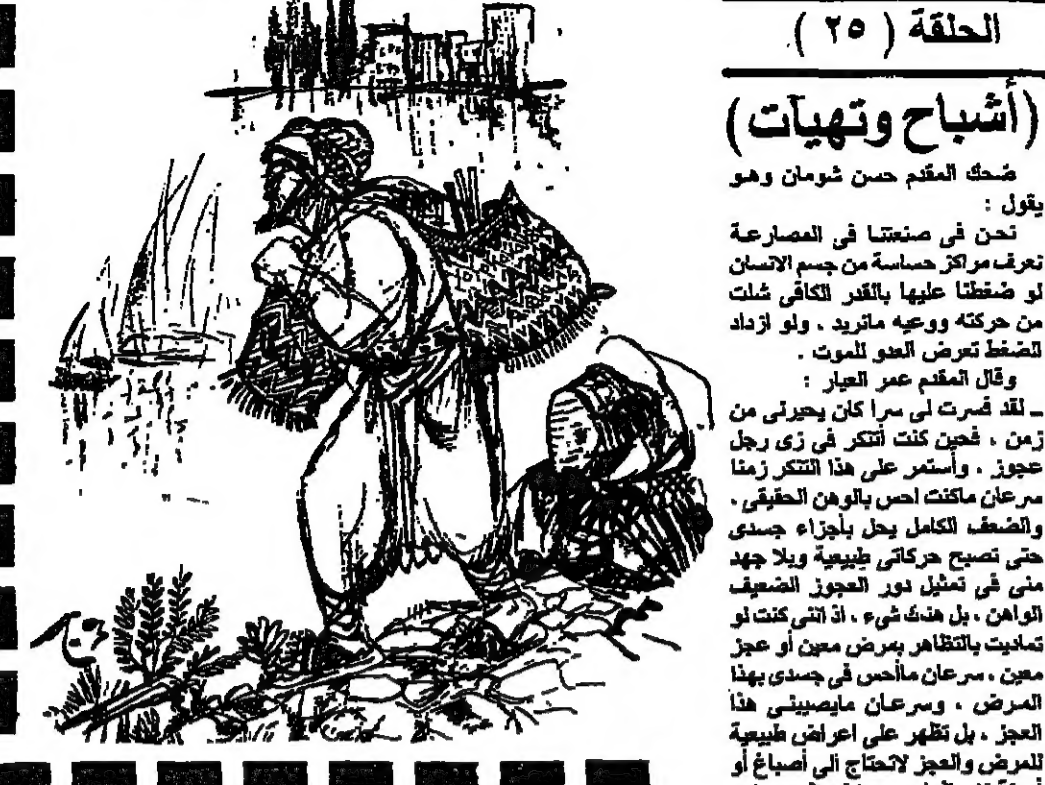 الحلقة ( ٢٥ )
(أشباح وتهيآت)
ضحك المقدم حسن شومان وهو
يقول :
نحن فى صنعتنا فى المصارعة
نعرف مراكز حساسة من جسم الانسان
لو ضغطنا عليها بالقدر الكافى شلت
من حركته ووعيه مانريد . ولو ازداد
الضغط تعرض العدو للموت .
وقال المقدم عمر العيار :
ـ لقد فسرت لى سرا كان يحيرنى من
زمن ، فحين كنت أتنكر فى زى رجل
عجوز . وأستمر على هذا التنكر زمنا
سرعان ماكنت احس بالوهن الحقيقى .
والضعف الكامل يحل بأجزاء جسدى
حتى تصبح حركاتى طبيعية وبلا جهد
منى فى تمثيل دور العجوز الضعيف
الواهن ، بل هناك شىء ، اذ اننى كنت لو
تماديت بالتظاهر بمرض معين أو عجز
معين ، سرعان ماأحس فى جسدى بهذا
المرض ، وسرعان مايصيبنى هذا
العجز . بل تظهر على اعراض طبيعية
للمرض والعجز لاتحتاج الى أصباغ أو